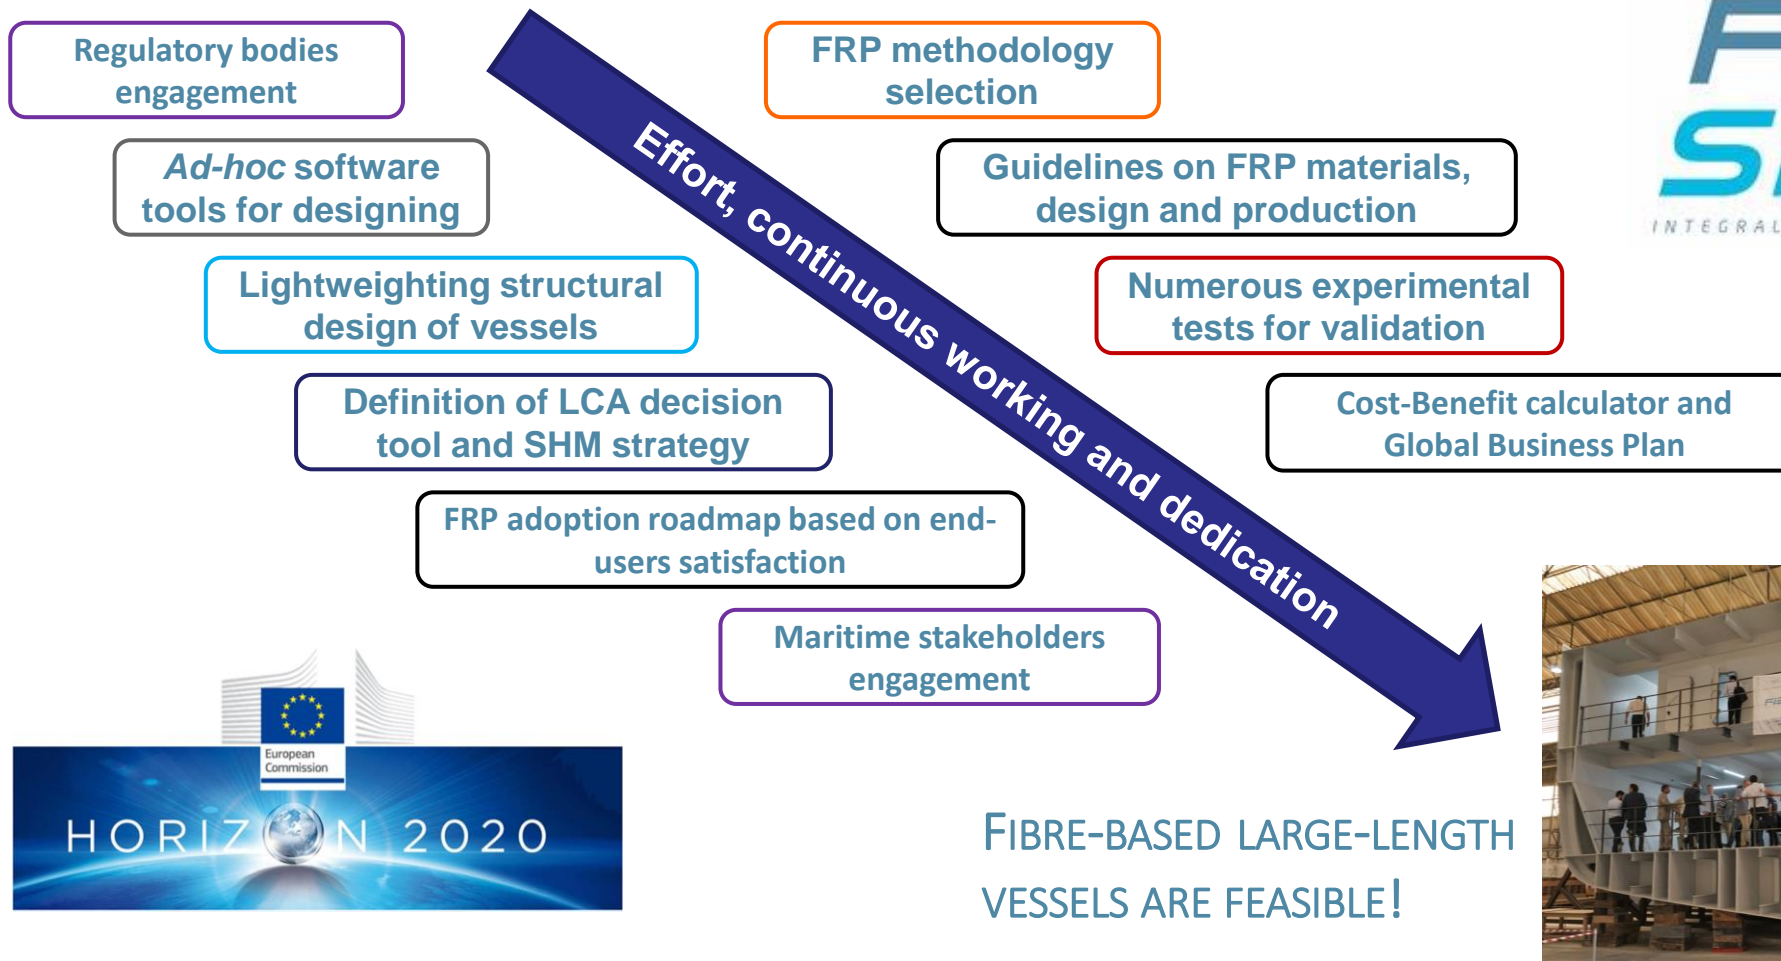 Regulatory bodies
engagement
FRP methodology
selection
Ad-hoc software
tools for designing
Guidelines on FRP materials,
design and production
Lightweighting structural
design of vessels
Numerous experimental
tests for validation
Definition of LCA decision
tool and SHM strategy
Cost-Benefit calculator and
Global Business Plan
FRP adoption roadmap based on end-
users satisfaction
Maritime stakeholders
engagement
Effort, continuous working and dedication
European
Commission
HORIZON 2020
FIBRE-BASED LARGE-LENGTH
VESSELS ARE FEASIBLE!
INTEGRAL